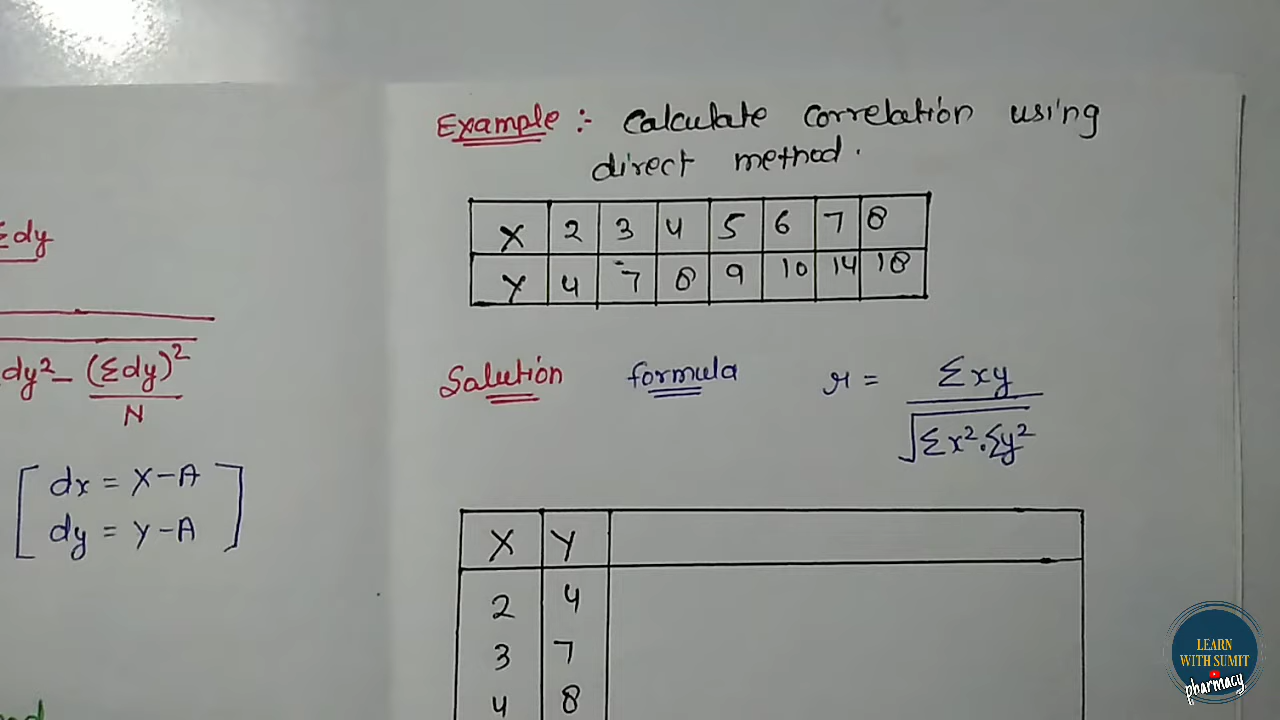 Σdy
dy² - (Σdy)²
N
dx = X-A
dy = Y-A
Example :- Calculate correlation using
direct method.
X 2 3 4 5 6 7 8
Y 4 7 8 9 10 14 18
Solution formula r = Σxy
√Σx².Σy²
X Y
2 4
3 7
4 8
LEARN
WITH SUMIT
pharmacy